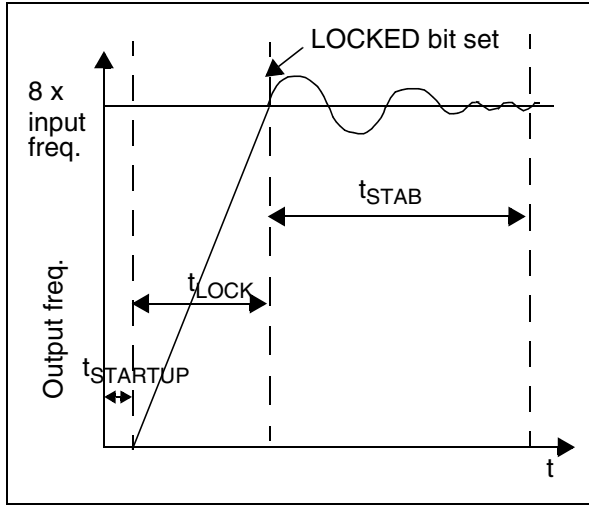 LOCKED bit set
8 x
input
freq.
tSTAB
tLOCK
Output freq.
tSTARTUP
t